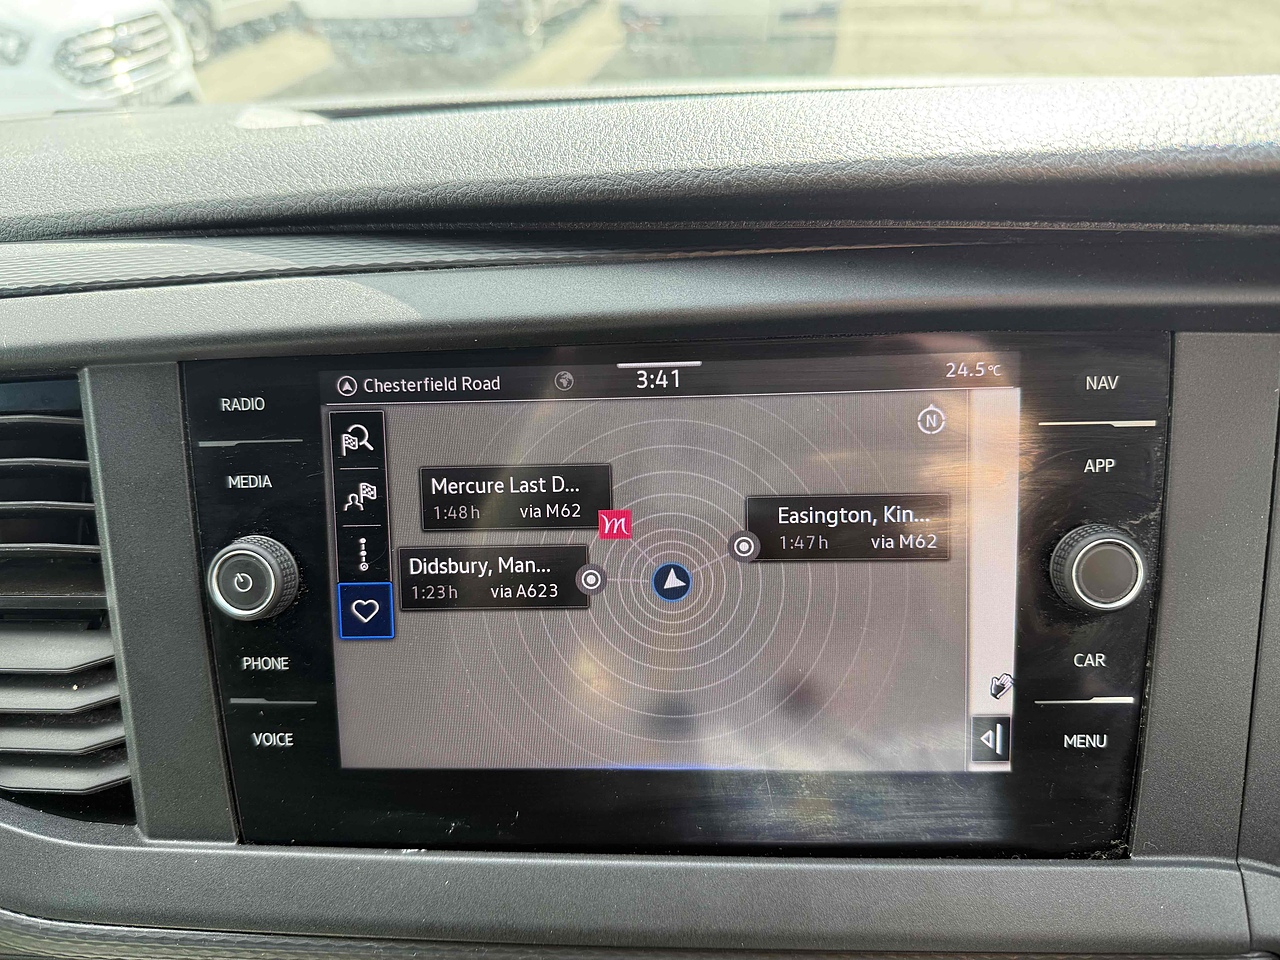 Chesterfield Road
3:41
24.5°C
RADIO
MEDIA
PHONE
VOICE
NAV
APP
CAR
MENU
N
Mercure Last D...
1:48h via M62
m
Didsbury, Man...
1:23h via A623
Easington, Kin...
1:47h via M62